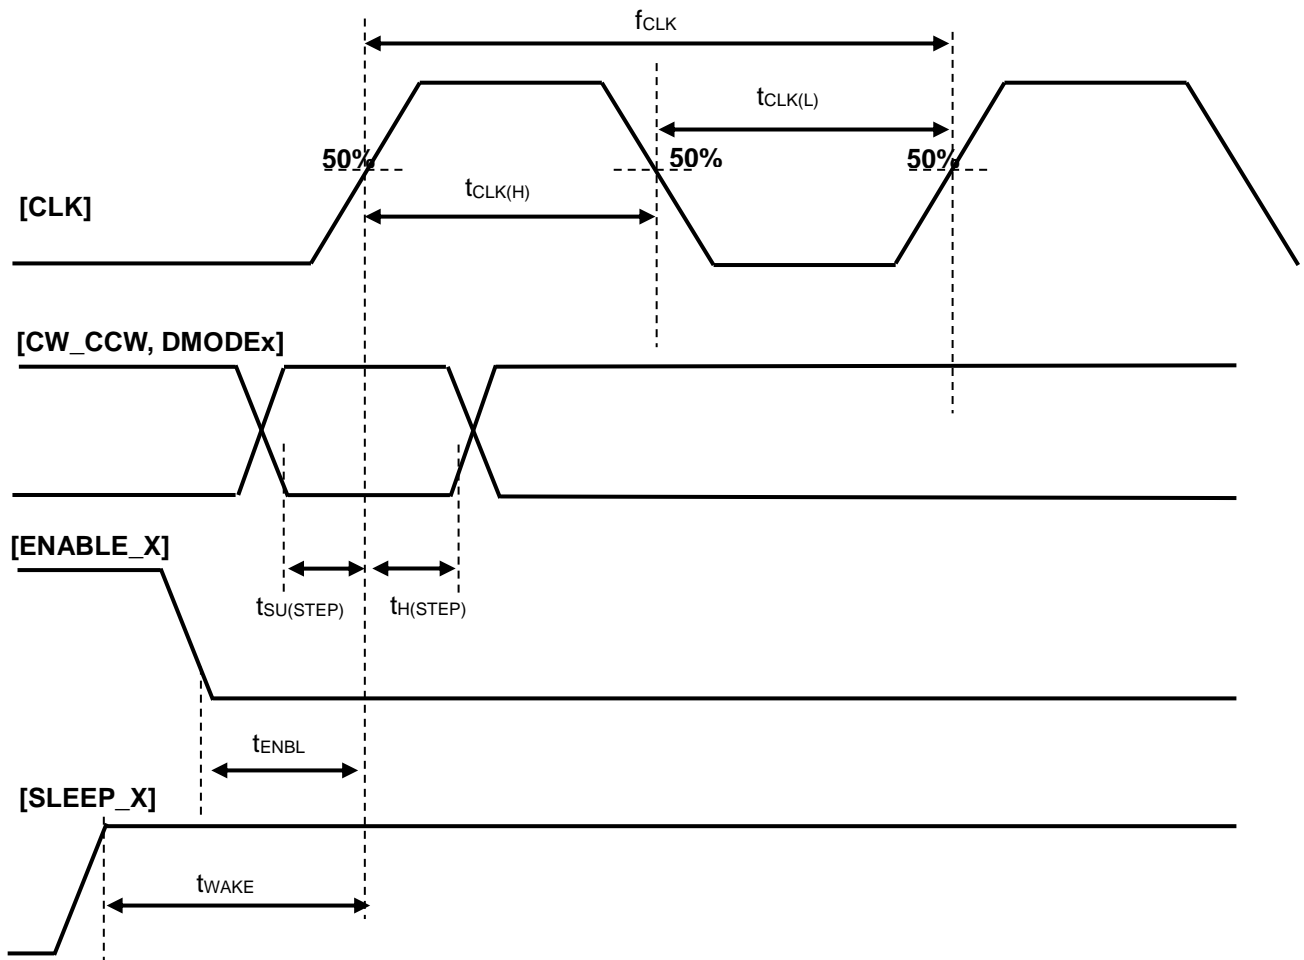 fCLK
tCLK(L)
50%
50%
50%
tCLK(H)
[CLK]
[CW_CCW, DMODEx]
[ENABLE_X]
tSU(STEP)
tH(STEP)
tENBL
[SLEEP_X]
tWAKE